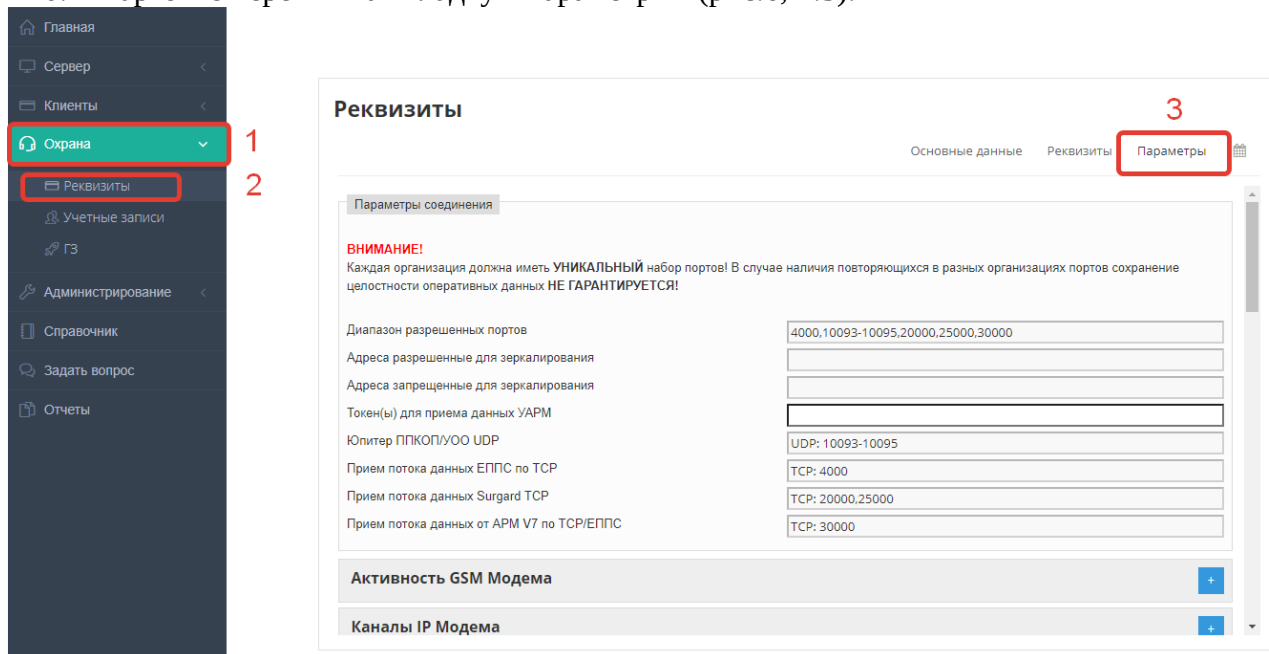 Главная
Сервер
Клиенты
Охрана
1
Реквизиты
2
Учетные записи
ГЗ
Администрирование
Справочник
Задать вопрос
Отчеты
Реквизиты
3
Основные данные Реквизиты Параметры
Параметры соединения
ВНИМАНИЕ!
Каждая организация должна иметь УНИКАЛЬНЫЙ набор портов! В случае наличия повторяющихся в разных организациях портов сохранение
целостности оперативных данных НЕ ГАРАНТИРУЕТСЯ!
Диапазон разрешенных портов 4000,10093-10095,20000,25000,30000
Адреса разрешенные для зеркалирования
Адреса запрещенные для зеркалирования
Токен(ы) для приема данных УАРМ
Юпитер ППКОП/УОО UDP UDP: 10093-10095
Прием потока данных ЕППС по TCP TCP: 4000
Прием потока данных Surgard TCP TCP: 20000,25000
Прием потока данных от АРМ V7 по TCP/ЕППС TCP: 30000
Активность GSM Модема +
Каналы IP Модема +